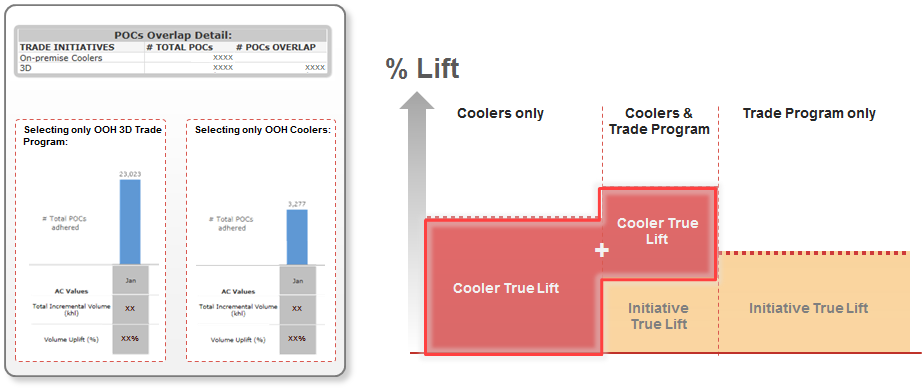 POCs Overlap Detail:
TRADE INITIATIVES # TOTAL POCs # POCs OVERLAP
On-premise Coolers XXXX
3D XXXX XXXX
Selecting only OOH 3D Trade
Program:
23,023
# Total POCs
adhered
Jan
AC Values
Total Incremental Volume
(khl)
XX
Volume Uplift (%)
XX%
Selecting only OOH Coolers:
3,277
# Total POCs
adhered
Jan
AC Values
Total Incremental Volume
(khl)
XX
Volume Uplift (%)
XX%
% Lift
Coolers only
Coolers &
Trade Program
Trade Program only
Cooler True Lift
+
Cooler True
Lift
Initiative
True Lift
Initiative True Lift